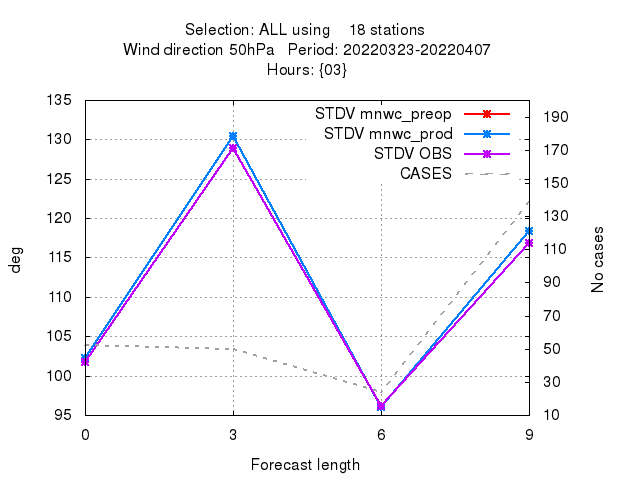 Selection: ALL using    18 stations
Wind direction 50hPa   Period: 20220323-20220407
Hours: {03}
STDV mnwc_preop
STDV mnwc_prod
STDV OBS
CASES
135
130
125
120
115
110
105
100
95
deg
190
170
150
130
110
90
70
50
30
10
No cases
0 3 6 9
Forecast length